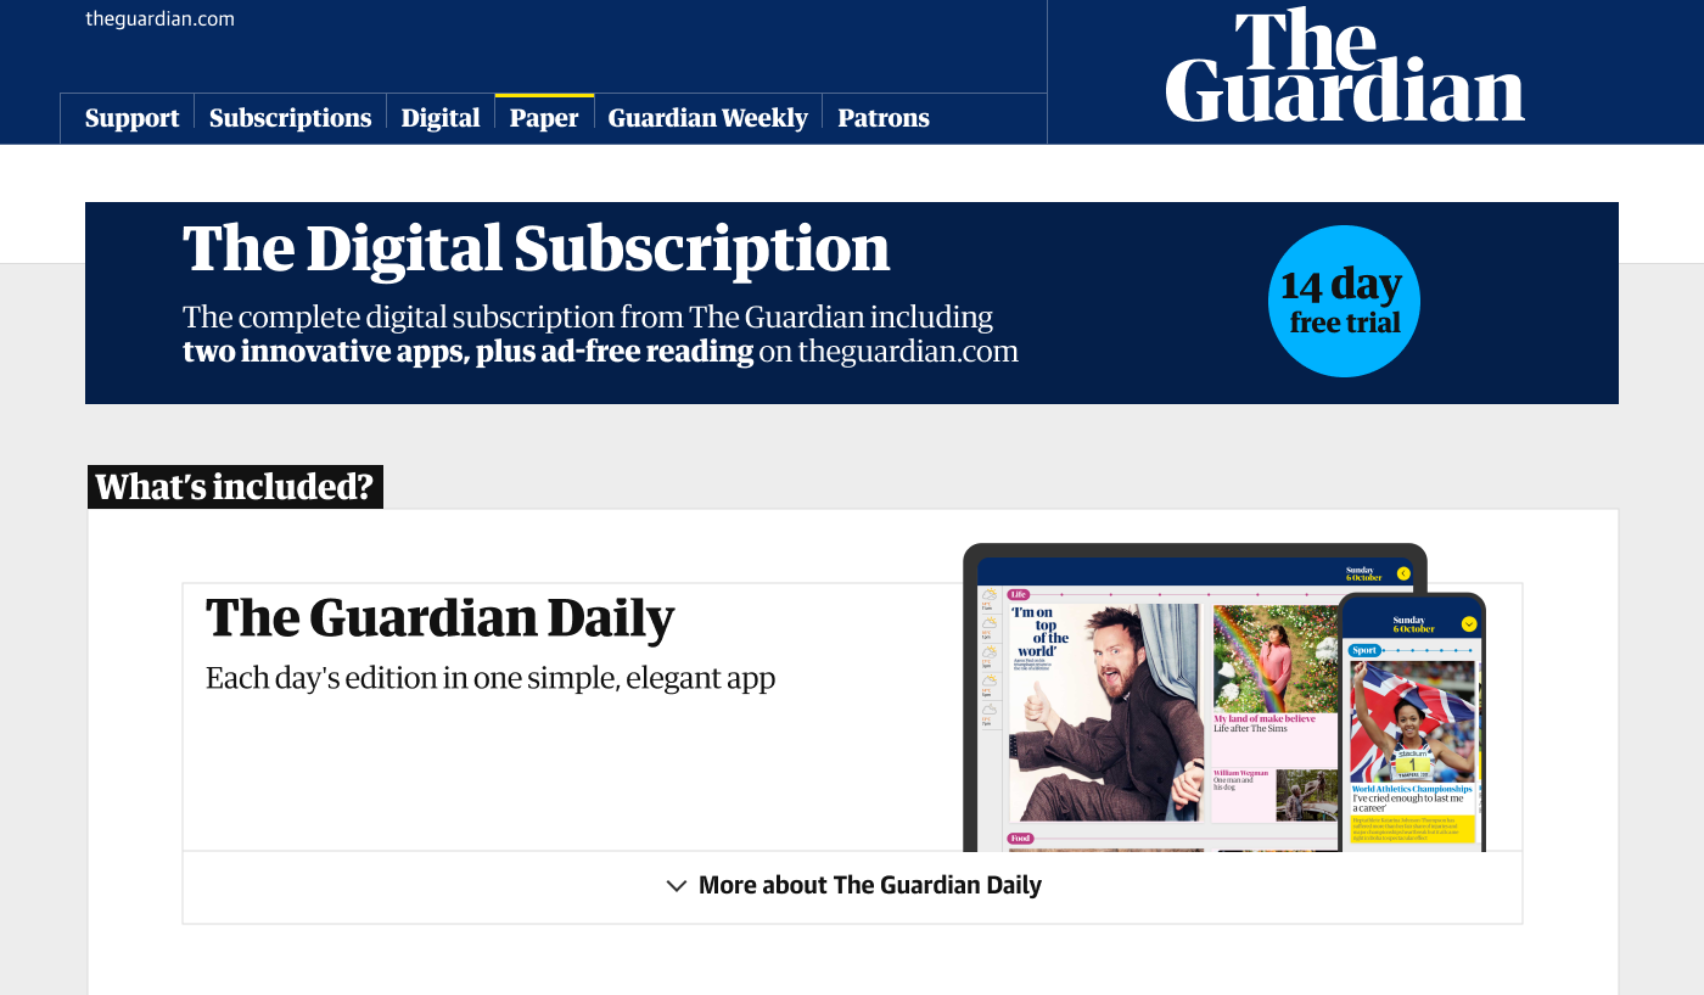 theguardian.com
Support
Subscriptions
Digital
Paper
Guardian Weekly
Patrons
The
Guardian
The Digital Subscription
The complete digital subscription from The Guardian including
two innovative apps, plus ad-free reading on theguardian.com
14 day
free trial
What's included?
The Guardian Daily
Each day's edition in one simple, elegant app
Sunday
6 October
Life
'I'm on
top
of the
world'
My land of make believe
Life after The Sims
William Wegman
One man and
his dog
Food
Sunday
6 October
Sport
stadium
1
World Athletics Championships
I've cried enough to last me
a career'
More about The Guardian Daily